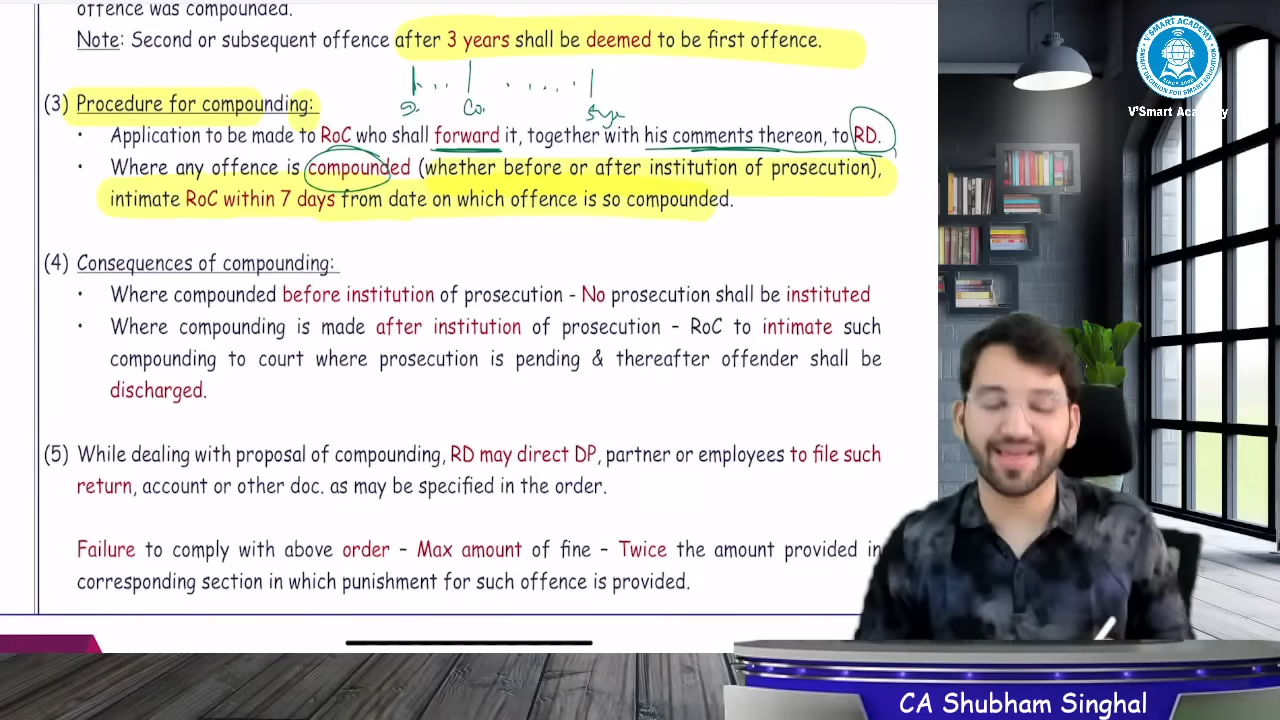 offence was compounded.
Note: Second or subsequent offence after 3 years shall be deemed to be first offence.
(3) Procedure for compounding:
· Application to be made to RoC who shall forward it, together with his comments thereon, to RD.
· Where any offence is compounded (whether before or after institution of prosecution),
intimate RoC within 7 days from date on which offence is so compounded.
(4) Consequences of compounding:
· Where compounded before institution of prosecution - No prosecution shall be instituted
· Where compounding is made after institution of prosecution – RoC to intimate such
compounding to court where prosecution is pending & thereafter offender shall be
discharged.
(5) While dealing with proposal of compounding, RD may direct DP, partner or employees to file such
return, account or other doc. as may be specified in the order.
Failure to comply with above order – Max amount of fine – Twice the amount provided in
corresponding section in which punishment for such offence is provided.
V'SMART ACADEMY
SMART DECISION FOR SMART EDUCATION
V'Smart Academy
CA Shubham Singhal